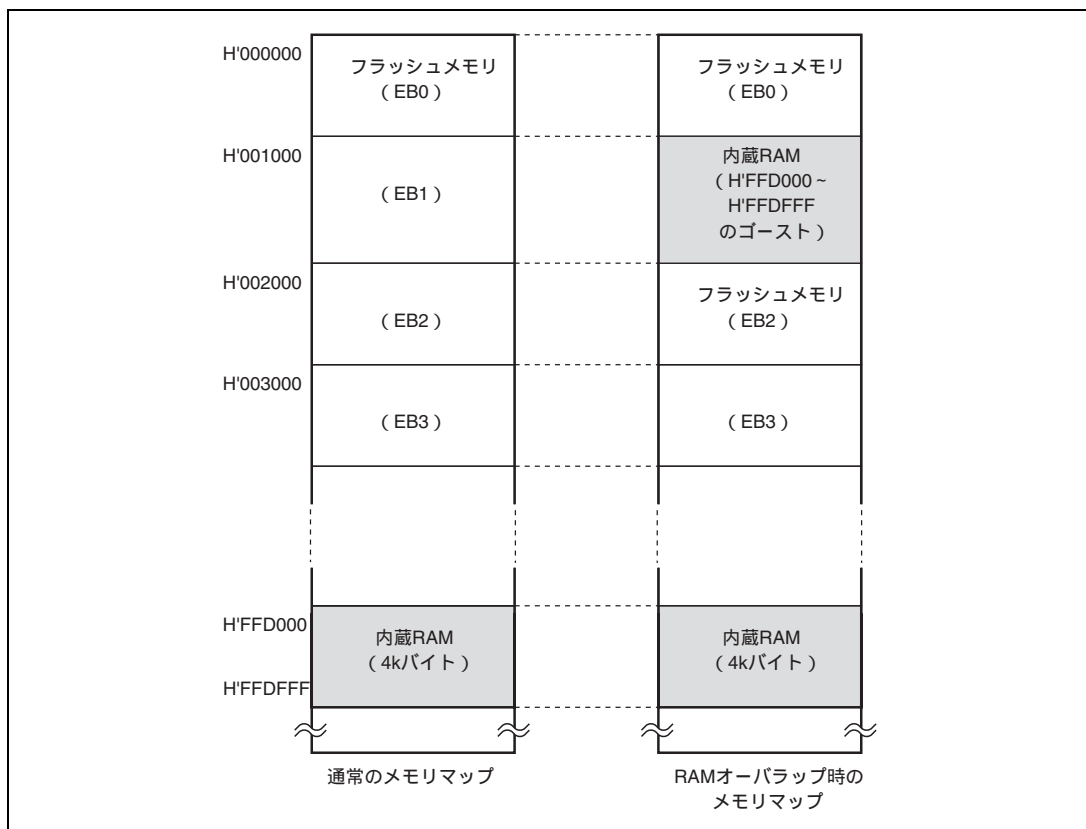 H'000000
フラッシュメモリ
（EB0）
フラッシュメモリ
（EB0）
H'001000
（EB1）
内蔵RAM
（H'FFD000～
H'FFDFFF
のゴースト）
H'002000
（EB2）
フラッシュメモリ
（EB2）
H'003000
（EB3）
（EB3）
H'FFD000
内蔵RAM
（4kバイト）
内蔵RAM
（4kバイト）
H'FFDFFF
通常のメモリマップ
RAMオーバラップ時の
メモリマップ